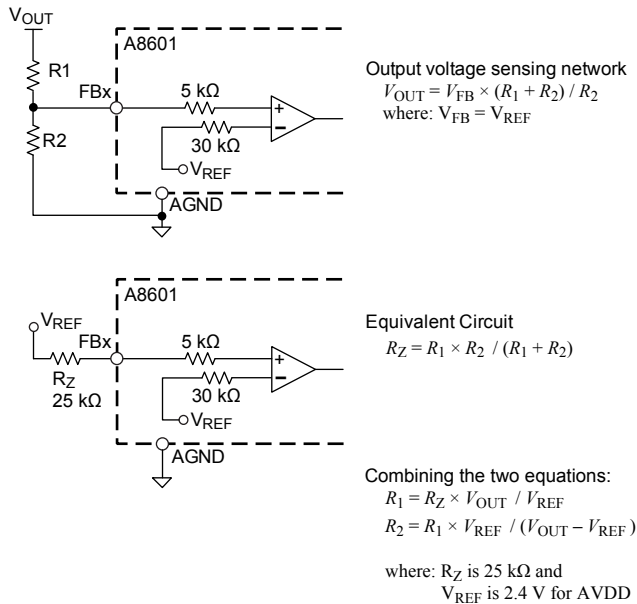 VOUT
A8601
R1
FBx
5 kΩ
+
R2
–
30 kΩ
VREF
AGND
Output voltage sensing network
VOUT = VFB × (R1 + R2) / R2
where: VFB = VREF
A8601
VREF
FBx
5 kΩ
+
RZ
25 kΩ
–
30 kΩ
VREF
AGND
Equivalent Circuit
RZ = R1 × R2 / (R1 + R2)
Combining the two equations:
R1 = RZ × VOUT / VREF
R2 = R1 × VREF / (VOUT – VREF)
where: RZ is 25 kΩ and
VREF is 2.4 V for AVDD